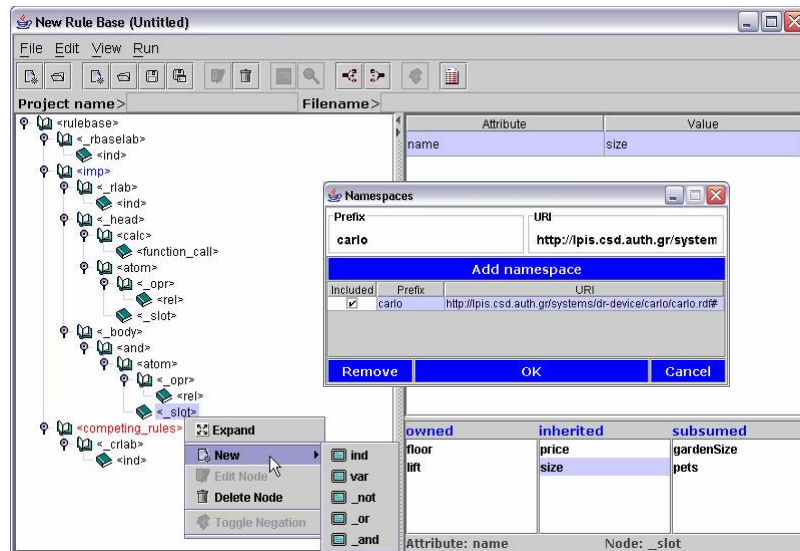 New Rule Base (Untitled)
File Edit View Run
Project name> Filename>
<rulebase>
<_rbaselab>
<ind>
<imp>
<_rlab>
<ind>
<_head>
<calc>
<function_call>
<atom>
<_opr>
<rel>
<_slot>
<_body>
<and>
<atom>
<_opr>
<rel>
<_slot>
<competing_rules>
<_crlab>
<ind>
Expand
New
Edit Node
Delete Node
Toggle Negation
ind
var
_not
_or
_and
Attribute Value
name size
Namespaces
Prefix URI
carlo http://lpis.csd.auth.gr/system
Add namespace
Included Prefix URI
carlo http://lpis.csd.auth.gr/systems/dr-device/carlo/carlo.rdf#
Remove OK Cancel
owned inherited subsumed
floor price gardenSize
lift size pets
Attribute: name Node: _slot